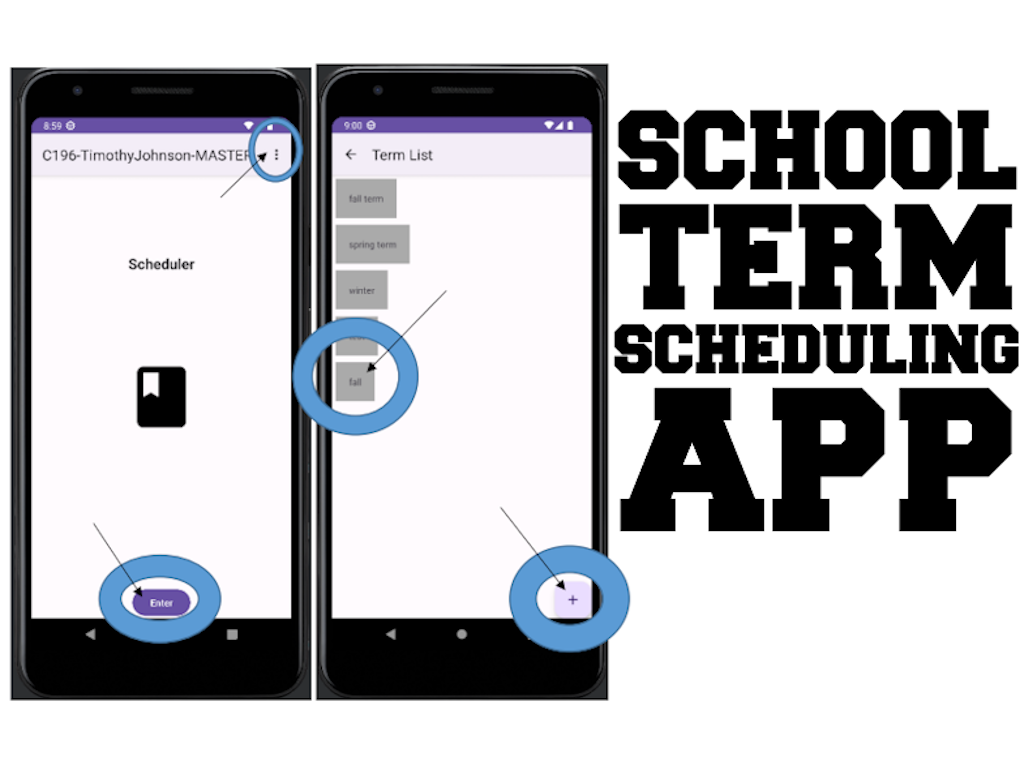 8:59
C196-TimothyJohnson-MASTER
Scheduler
Enter
9:00
Term List
fall term
spring term
winter
fall
+
SCHOOL
TERM
SCHEDULING
APP